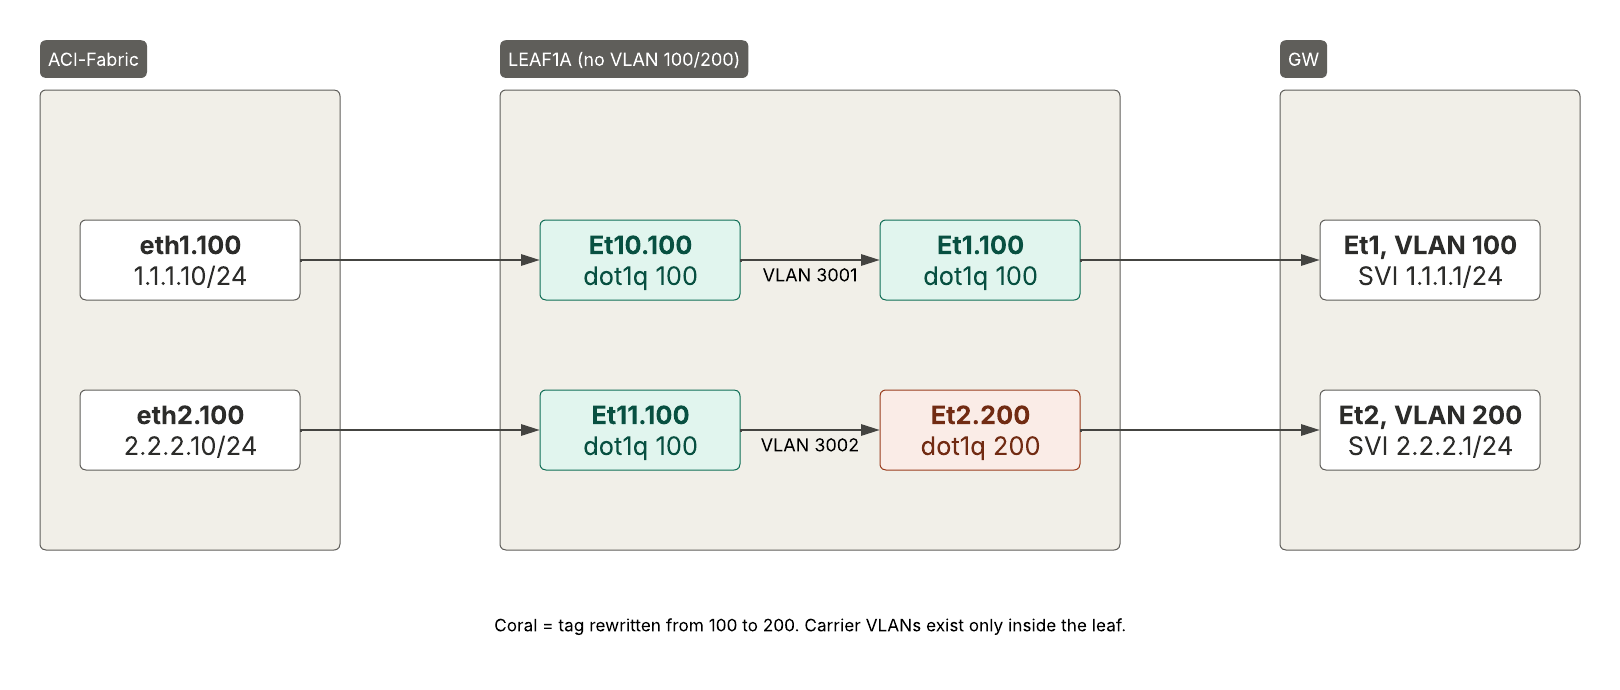 ACI-Fabric
LEAF1A (no VLAN 100/200)
GW
eth1.100
1.1.1.10/24
Et10.100
dot1q 100
VLAN 3001
Et1.100
dot1q 100
Et1, VLAN 100
SVI 1.1.1.1/24
eth2.100
2.2.2.10/24
Et11.100
dot1q 100
VLAN 3002
Et2.200
dot1q 200
Et2, VLAN 200
SVI 2.2.2.1/24
Coral = tag rewritten from 100 to 200. Carrier VLANs exist only inside the leaf.